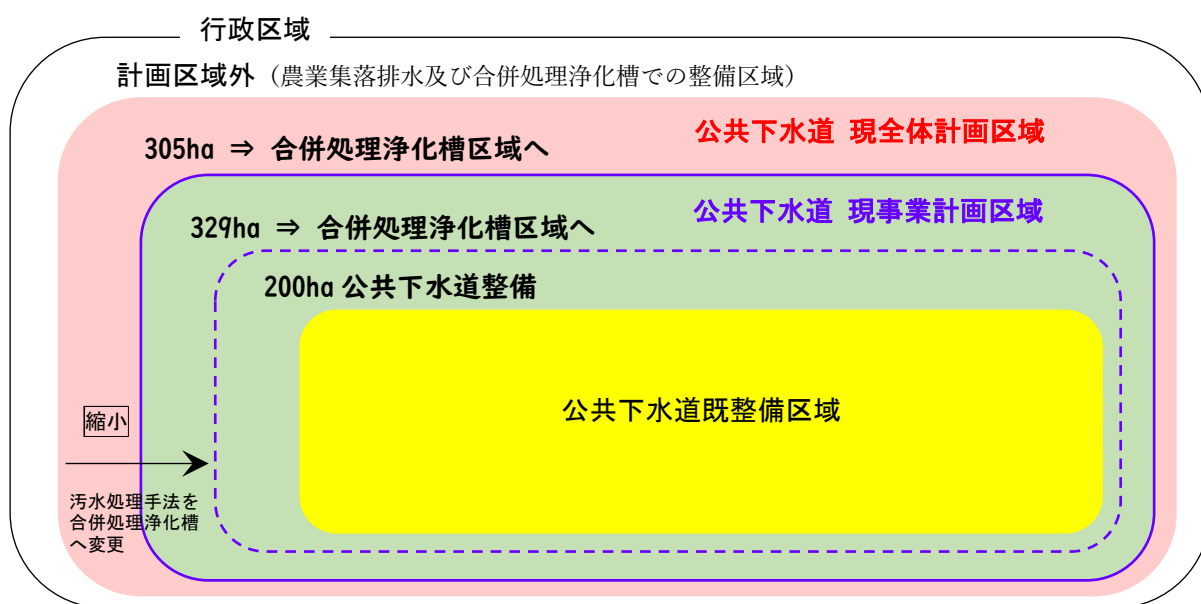 行政区域
計画区域外（農業集落排水及び合併処理浄化槽での整備区域）
公共下水道 現全体計画区域
305ha ⇒ 合併処理浄化槽区域へ
公共下水道 現事業計画区域
329ha ⇒ 合併処理浄化槽区域へ
200ha 公共下水道整備
公共下水道既整備区域
縮小
汚水処理手法を
合併処理浄化槽
へ変更